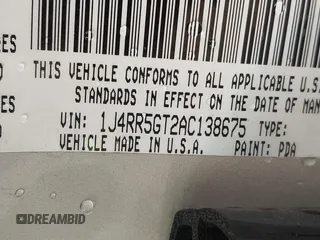 THIS VEHICLE CONFORMS TO ALL APPLICABLE U.S
STANDARDS IN EFFECT ON THE DATE OF MAN
VIN: 1J4RR5GT2AC138675 TYPE:
VEHICLE MADE IN U.S.A. PAINT: PDA
DREAMBID